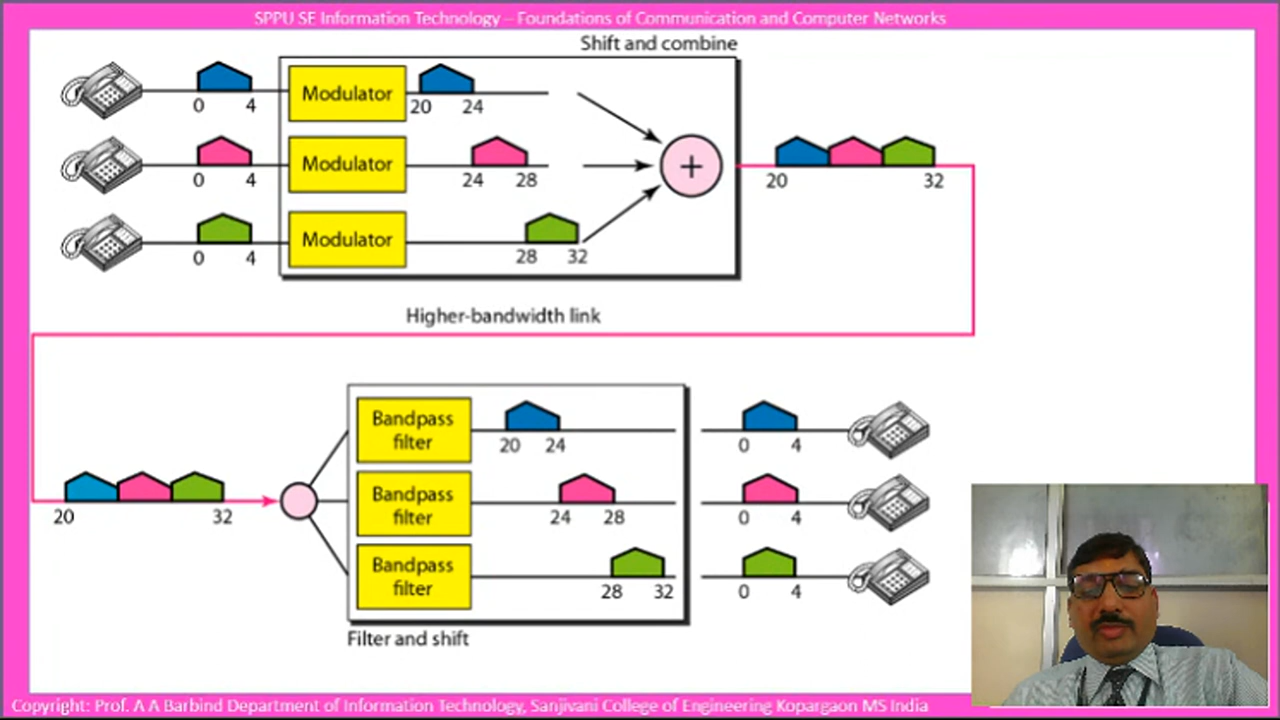 SPPU SE Information Technology – Foundations of Communication and Computer Networks
Shift and combine
0 4 Modulator 20 24
0 4 Modulator 24 28
+
20 32
0 4 Modulator 28 32
Higher-bandwidth link
Bandpass
filter
20 24
0 4
20 32
Bandpass
filter
24 28
0 4
Bandpass
filter
28 32
0 4
Filter and shift
Copyright: Prof. A A Barbind Department of Information Technology, Sanjivani College of Engineering Kopargaon MS India